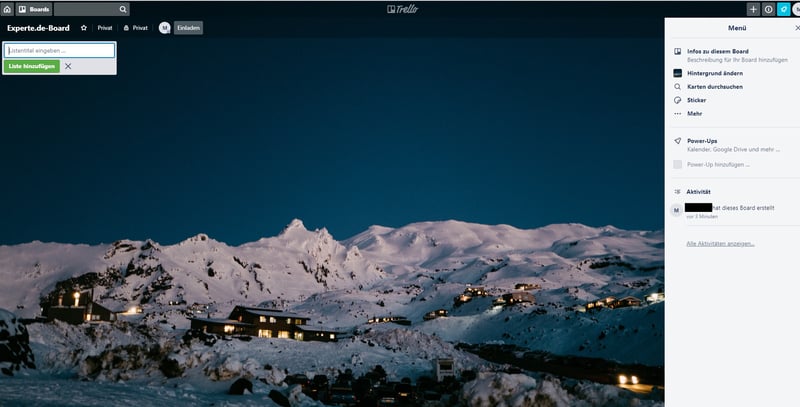 Boards
Trello
Experte.de-Board
Privat
Privat
M
Einladen
Listentitel eingeben ...
Liste hinzufügen
Menü
Infos zu diesem Board
Beschreibung für Ihr Board hinzufügen
Hintergrund ändern
Karten durchsuchen
Sticker
Mehr
Power-Ups
Kalender, Google Drive und mehr ...
Power-Up hinzufügen ...
Aktivität
M
hat dieses Board erstellt
vor 3 Minuten
Alle Aktivitäten anzeigen...